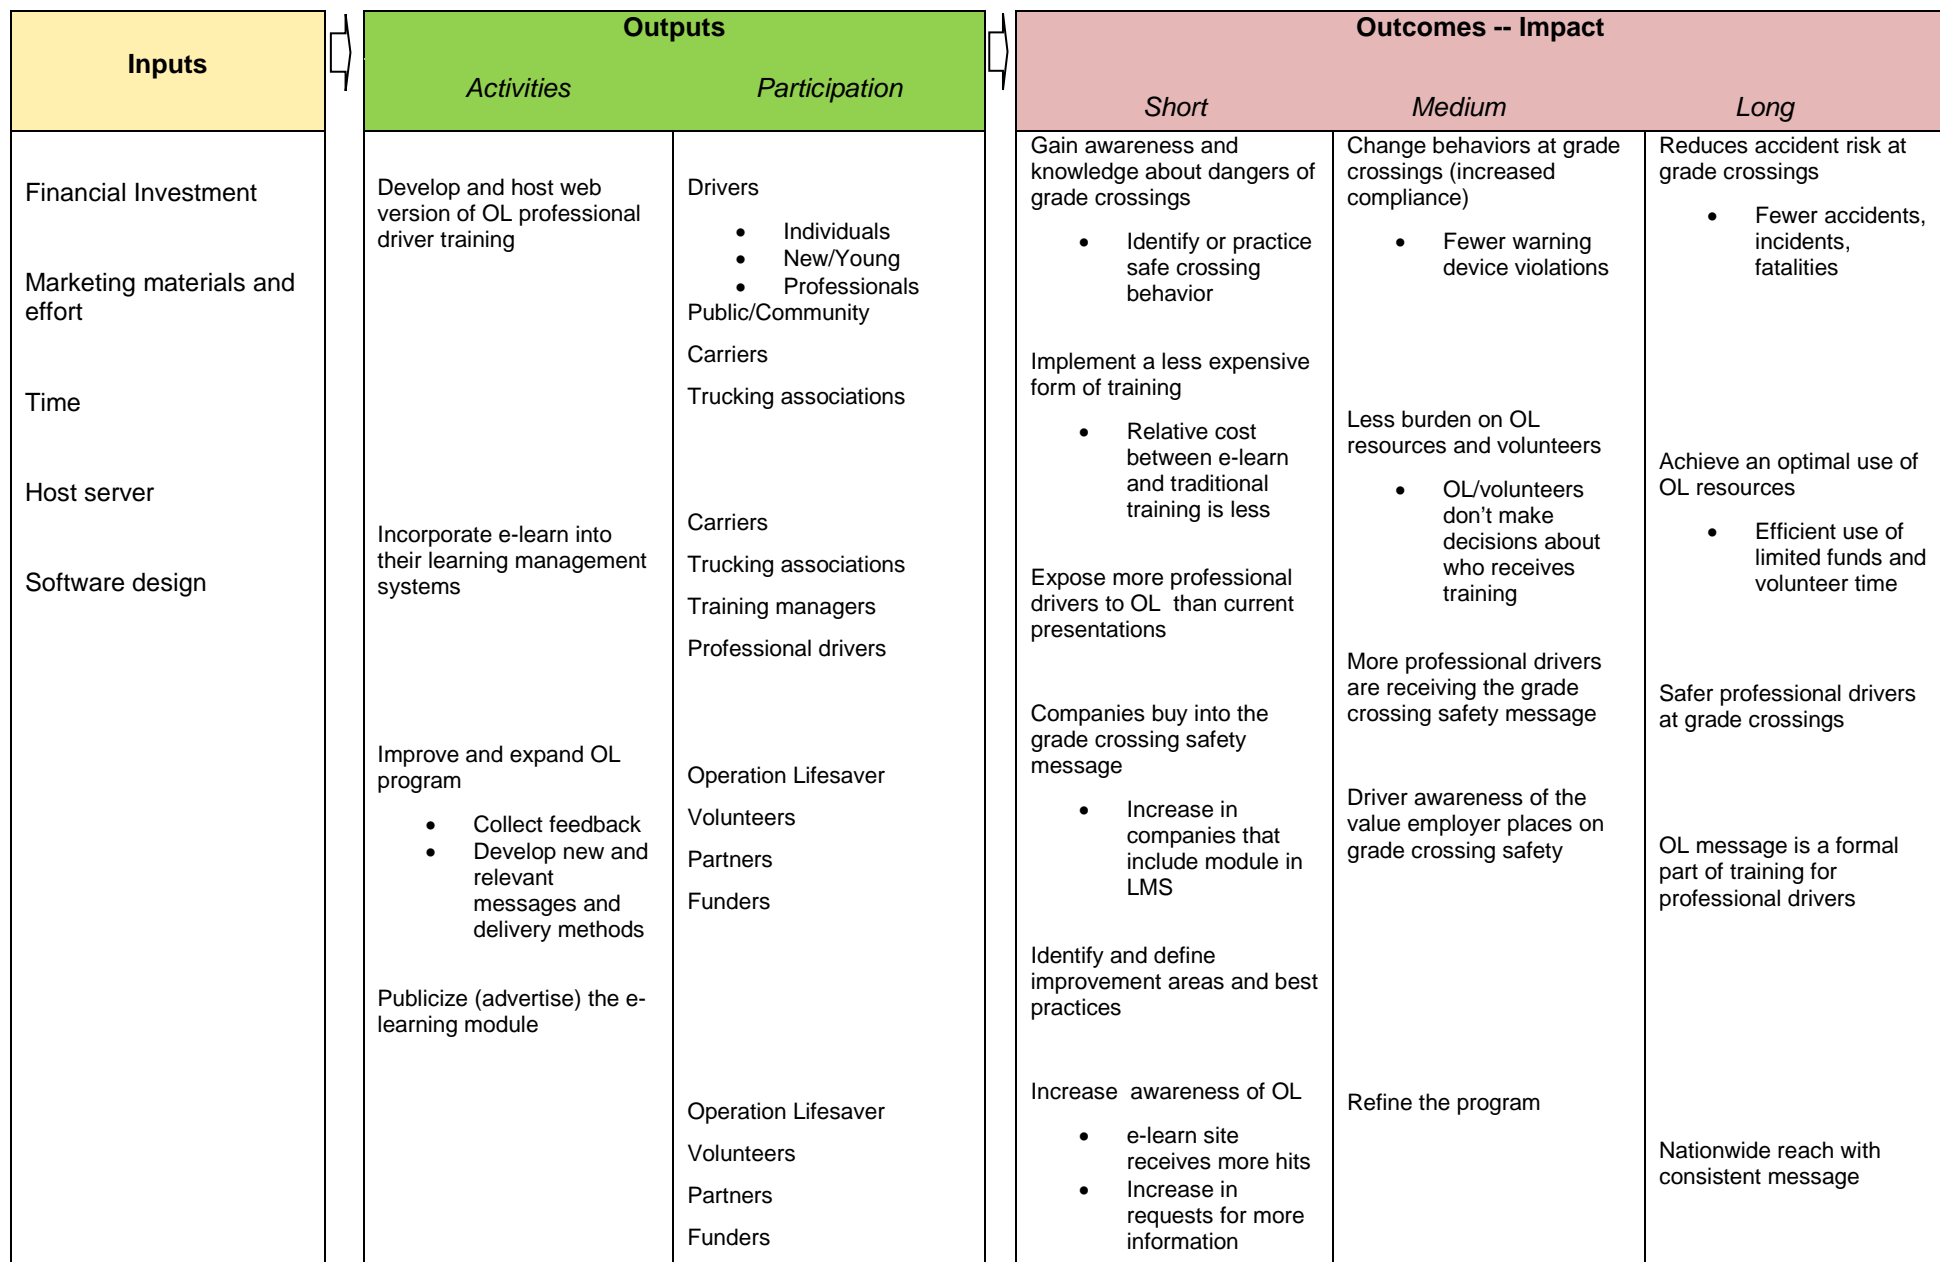 Inputs
Outputs
Activities
Participation
Outcomes -- Impact
Short
Medium
Long
Financial Investment
Marketing materials and
effort
Time
Host server
Software design
Develop and host web
version of OL professional
driver training
Incorporate e-learn into
their learning management
systems
Improve and expand OL
program
• Collect feedback
• Develop new and
relevant
messages and
delivery methods
Publicize (advertise) the e-
learning module
Drivers
• Individuals
• New/Young
• Professionals
Public/Community
Carriers
Trucking associations
Carriers
Trucking associations
Training managers
Professional drivers
Operation Lifesaver
Volunteers
Partners
Funders
Operation Lifesaver
Volunteers
Partners
Funders
Gain awareness and
knowledge about dangers of
grade crossings
• Identify or practice
safe crossing
behavior
Implement a less expensive
form of training
• Relative cost
between e-learn
and traditional
training is less
Expose more professional
drivers to OL than current
presentations
Companies buy into the
grade crossing safety
message
• Increase in
companies that
include module in
LMS
Identify and define
improvement areas and best
practices
Increase awareness of OL
• e-learn site
receives more hits
• Increase in
requests for more
information
Change behaviors at grade
crossings (increased
compliance)
• Fewer warning
device violations
Less burden on OL
resources and volunteers
• OL/volunteers
don't make
decisions about
who receives
training
More professional drivers
are receiving the grade
crossing safety message
Driver awareness of the
value employer places on
grade crossing safety
Refine the program
Reduces accident risk at
grade crossings
• Fewer accidents,
incidents,
fatalities
Achieve an optimal use of
OL resources
• Efficient use of
limited funds and
volunteer time
Safer professional drivers
at grade crossings
OL message is a formal
part of training for
professional drivers
Nationwide reach with
consistent message